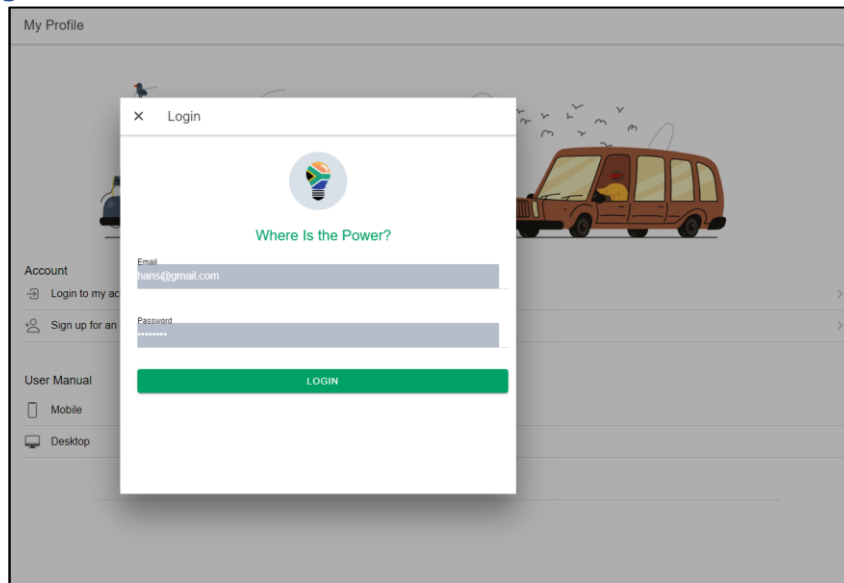 My Profile
Login
Where Is the Power?
Email
hans@gmail.com
Password
••••••••
LOGIN
Account
Login to my ac
Sign up for an
User Manual
Mobile
Desktop